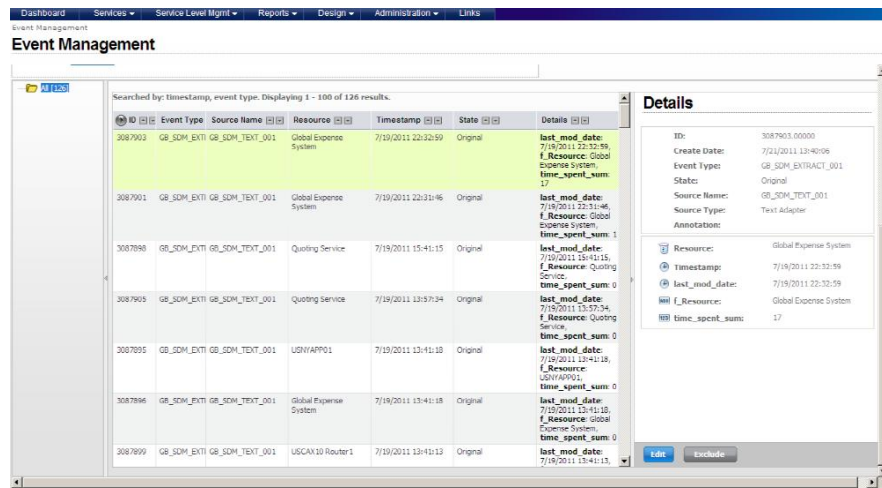 Dashboard Services Service Level Mgmt Reports Design Administration Links
Event Management
Event Management
All [126]
Searched by: timestamp, event type. Displaying 1 - 100 of 126 results.
ID Event Type Source Name Resource Timestamp State Details
3087903 GB_SDM_EXTI GB_SDM_TEXT_001 Global Expense System 7/19/2011 22:32:59 Original last_mod_date:
7/19/2011 22:32:59,
f_Resource: Global
Expense System,
time_spent_sum:
17
3087901 GB_SDM_EXTI GB_SDM_TEXT_001 Global Expense System 7/19/2011 22:31:46 Original last_mod_date:
7/19/2011 22:31:46,
f_Resource: Global
Expense System,
time_spent_sum: 1
3087898 GB_SDM_EXTI GB_SDM_TEXT_001 Quoting Service 7/19/2011 15:41:15 Original last_mod_date:
7/19/2011 15:41:15,
f_Resource: Quoting
Service,
time_spent_sum: 0
3087905 GB_SDM_EXTI GB_SDM_TEXT_001 Quoting Service 7/19/2011 13:57:34 Original last_mod_date:
7/19/2011 13:57:34,
f_Resource: Quoting
Service,
time_spent_sum: 0
3087895 GB_SDM_EXTI GB_SDM_TEXT_001 USNYAPP01 7/19/2011 13:41:18 Original last_mod_date:
7/19/2011 13:41:18,
f_Resource:
USNYAPP01,
time_spent_sum: 0
3087896 GB_SDM_EXTI GB_SDM_TEXT_001 Global Expense System 7/19/2011 13:41:18 Original last_mod_date:
7/19/2011 13:41:18,
f_Resource: Global
Expense System,
time_spent_sum: 0
3087899 GB_SDM_EXTI GB_SDM_TEXT_001 USCAX10 Router1 7/19/2011 13:41:13 Original last_mod_date:
7/19/2011 13:41:13,
Details
ID: 3087903.00000
Create Date: 7/21/2011 13:40:06
Event Type: GB_SDM_EXTRACT_001
State: Original
Source Name: GB_SDM_TEXT_001
Source Type: Text Adapter
Annotation:
Resource: Global Expense System
Timestamp: 7/19/2011 22:32:59
last_mod_date: 7/19/2011 22:32:59
f_Resource: Global Expense System
time_spent_sum: 17
Edit Exclude